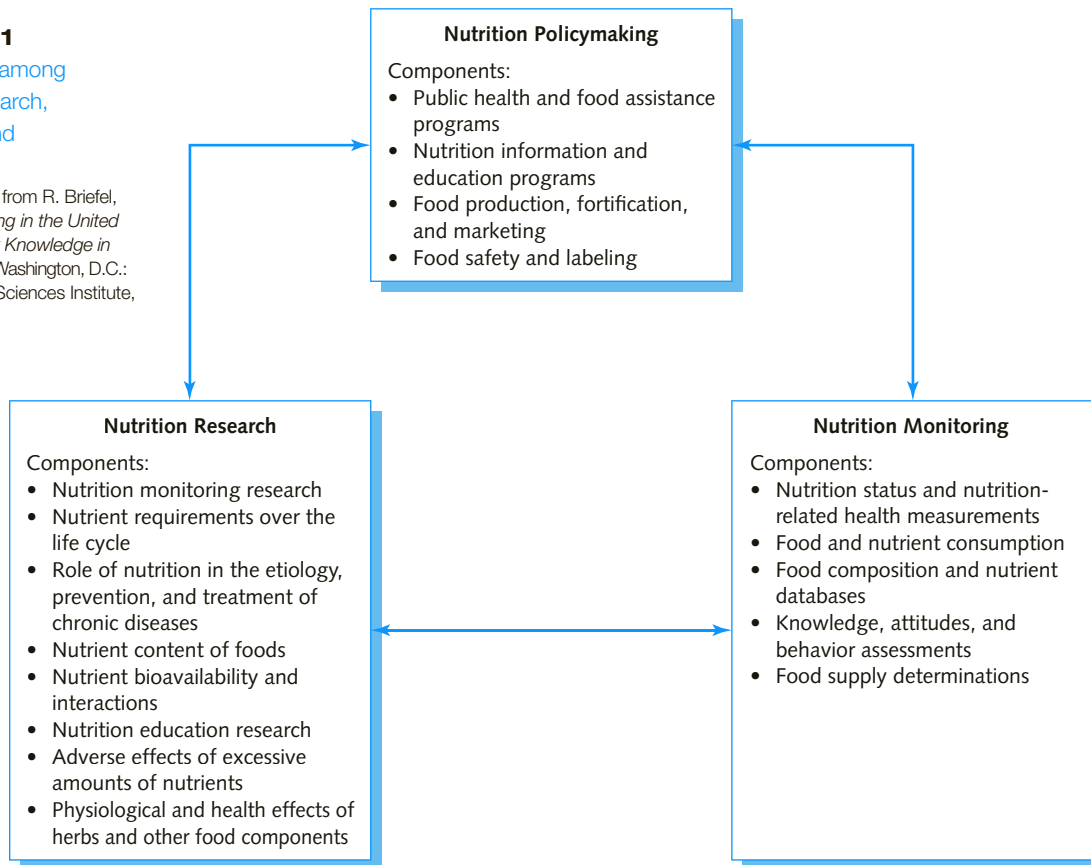 1
among
arch,
nd
from R. Briefel,
ng in the United
Knowledge in
Washington, D.C.:
Sciences Institute,
Nutrition Policymaking
Components:
• Public health and food assistance
programs
• Nutrition information and
education programs
• Food production, fortification,
and marketing
• Food safety and labeling
Nutrition Research
Components:
• Nutrition monitoring research
• Nutrient requirements over the
life cycle
• Role of nutrition in the etiology,
prevention, and treatment of
chronic diseases
• Nutrient content of foods
• Nutrient bioavailability and
interactions
• Nutrition education research
• Adverse effects of excessive
amounts of nutrients
• Physiological and health effects of
herbs and other food components
Nutrition Monitoring
Components:
• Nutrition status and nutrition-
related health measurements
• Food and nutrient consumption
• Food composition and nutrient
databases
• Knowledge, attitudes, and
behavior assessments
• Food supply determinations